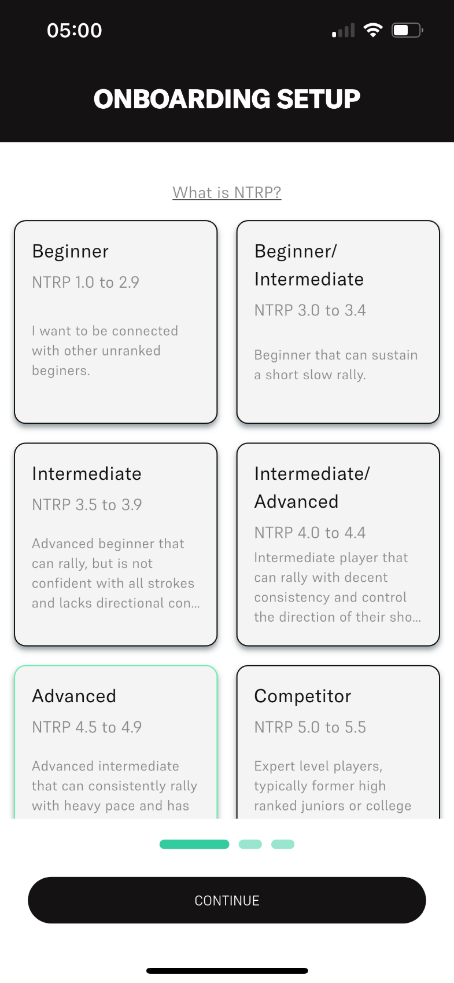 05:00
ONBOARDING SETUP
What is NTRP?
Beginner
NTRP 1.0 to 2.9
I want to be connected
with other unranked
beginers.
Beginner/
Intermediate
NTRP 3.0 to 3.4
Beginner that can sustain
a short slow rally.
Intermediate
NTRP 3.5 to 3.9
Advanced beginner that
can rally, but is not
confident with all strokes
and lacks directional con...
Intermediate/
Advanced
NTRP 4.0 to 4.4
Intermediate player that
can rally with decent
consistency and control
the direction of their sho...
Advanced
NTRP 4.5 to 4.9
Advanced intermediate
that can consistently rally
with heavy pace and has
Competitor
NTRP 5.0 to 5.5
Expert level players,
typically former high
ranked juniors or college
CONTINUE